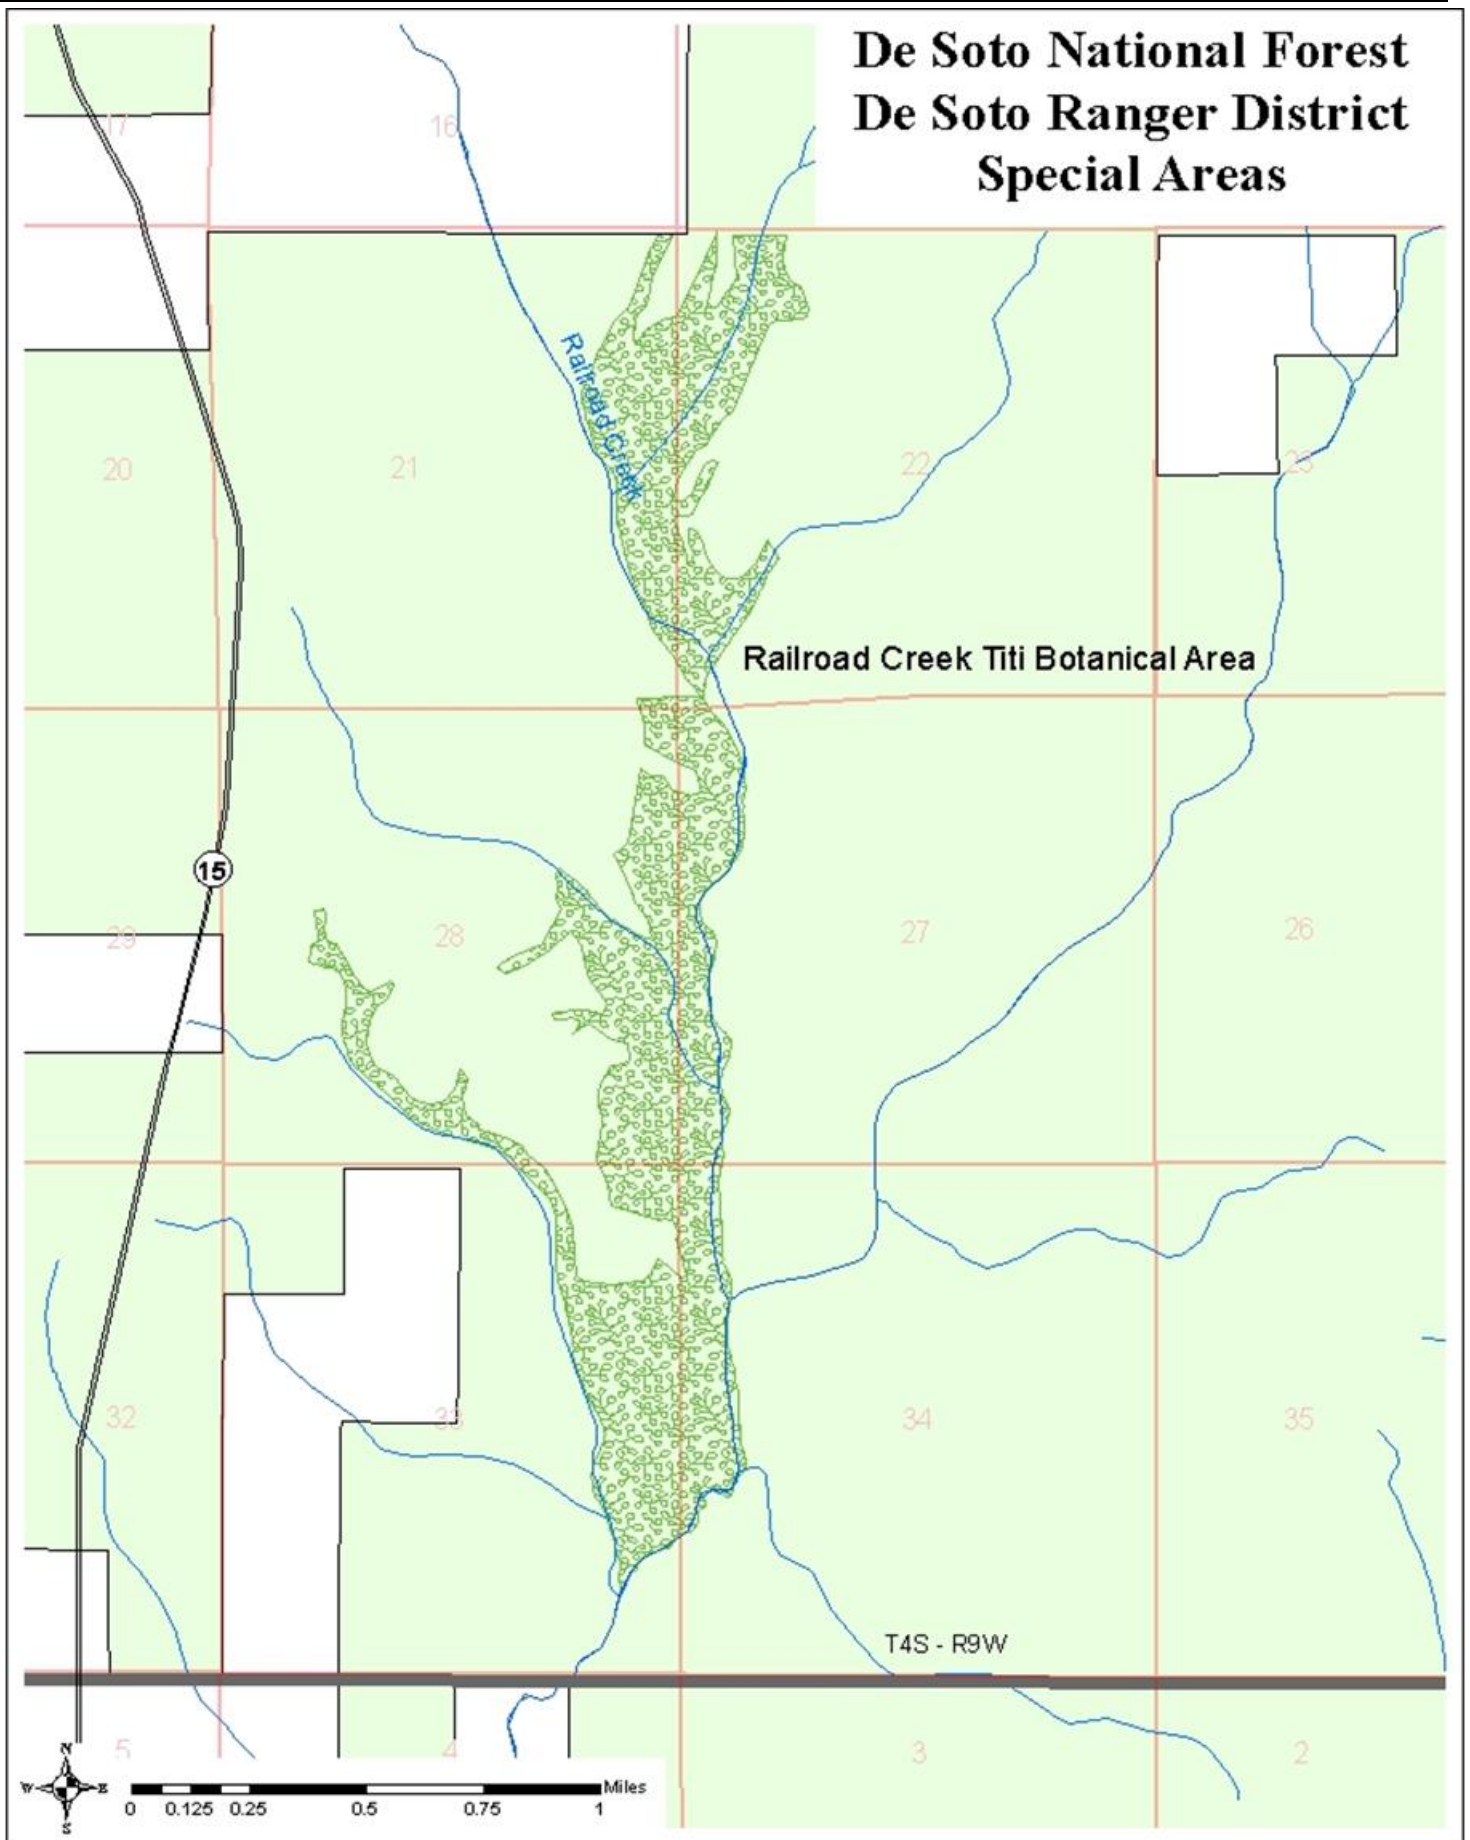 De Soto National Forest
De Soto Ranger District
Special Areas
17
16
Railroad Creek
20
21
22
23
Railroad Creek Titi Botanical Area
15
29
28
27
26
32
33
34
35
T4S - R9W
5
4
3
2
N
W E
S
Miles
0 0.125 0.25 0.5 0.75 1